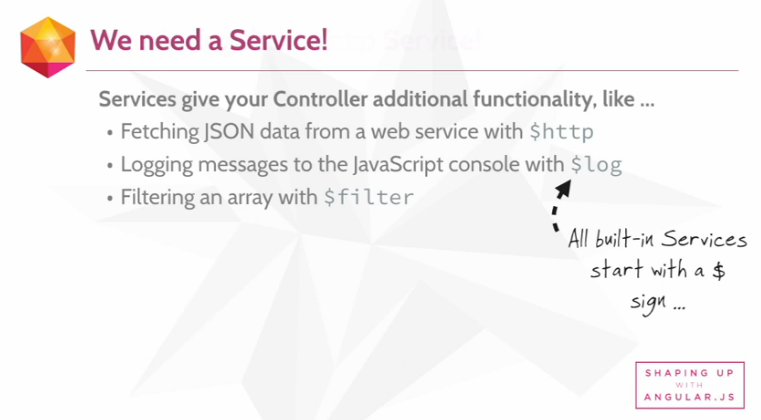 We need a Service!
Services give your Controller additional functionality, like ...
• Fetching JSON data from a web service with $http
• Logging messages to the JavaScript console with $log
• Filtering an array with $filter
All built-in Services
start with a $
sign ...
SHAPING UP
WITH
ANGULAR.JS